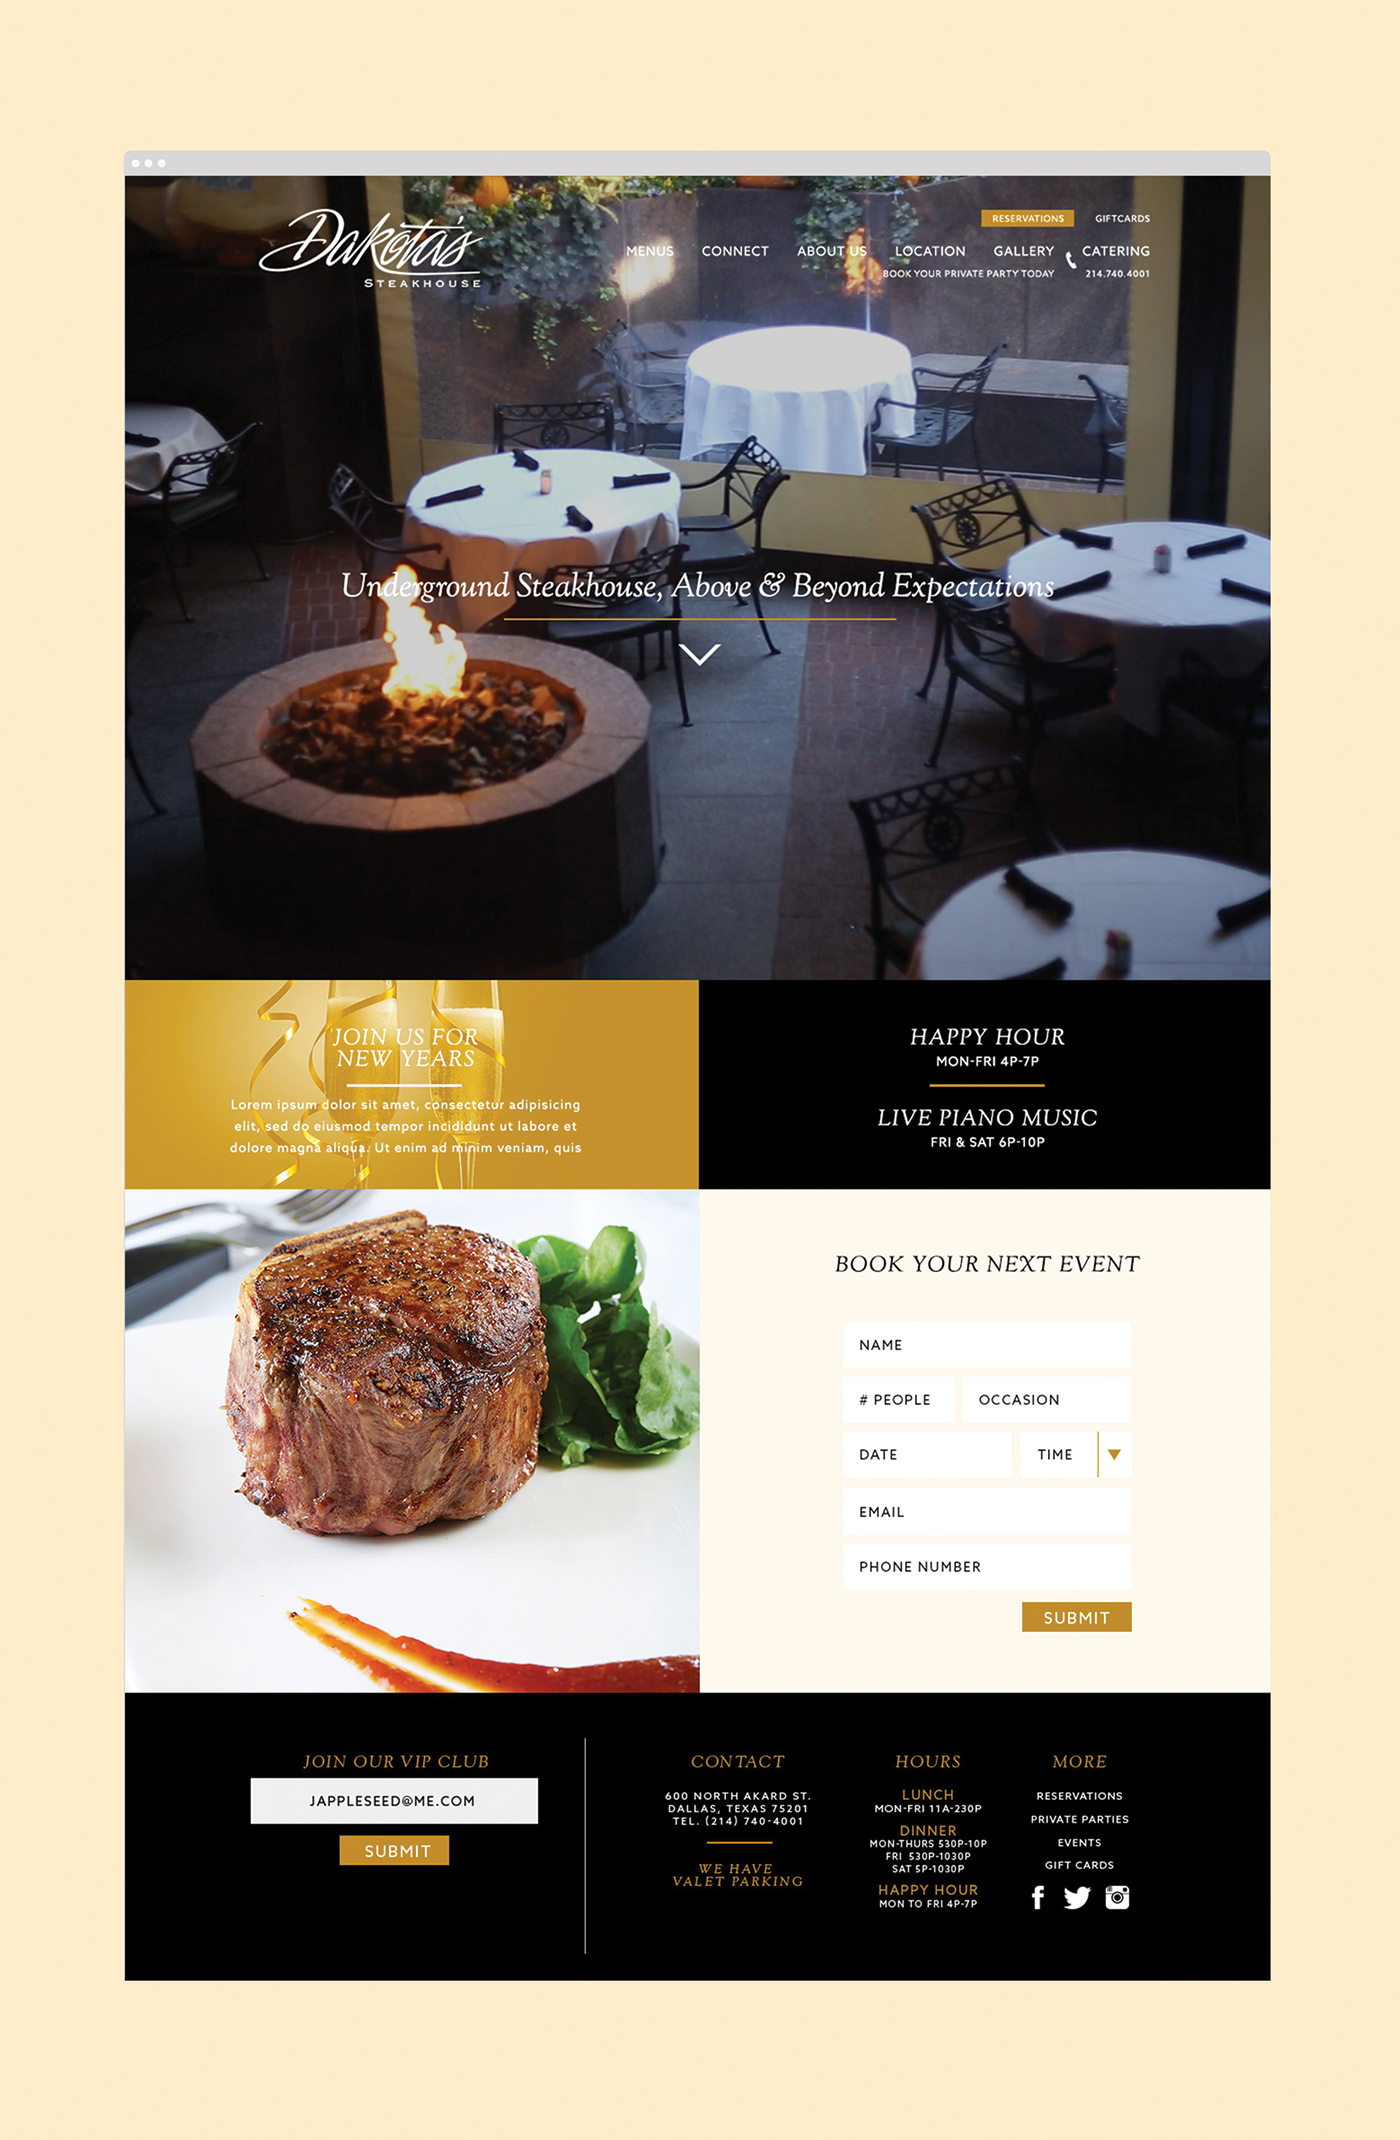 Dakota's
STEAKHOUSE
RESERVATIONS GIFTCARDS
MENUS CONNECT ABOUT US LOCATION GALLERY CATERING
BOOK YOUR PRIVATE PARTY TODAY 214.740.4001
Underground Steakhouse, Above & Beyond Expectations
JOIN US FOR
NEW YEARS
Lorem ipsum dolor sit amet, consectetur adipisicing
elit, sed do eiusmod tempor incididunt ut labore et
dolore magna aliqua. Ut enim ad minim veniam, quis
HAPPY HOUR
MON-FRI 4P-7P
LIVE PIANO MUSIC
FRI & SAT 6P-10P
BOOK YOUR NEXT EVENT
NAME
# PEOPLE OCCASION
DATE TIME
EMAIL
PHONE NUMBER
SUBMIT
JOIN OUR VIP CLUB
JAPPLESEED@ME.COM
SUBMIT
CONTACT
600 NORTH AKARD ST.
DALLAS, TEXAS 75201
TEL. (214) 740-4001
WE HAVE
VALET PARKING
HOURS
LUNCH
MON-FRI 11A-230P
DINNER
MON-THURS 530P-10P
FRI 530P-1030P
SAT 5P-1030P
HAPPY HOUR
MON TO FRI 4P-7P
MORE
RESERVATIONS
PRIVATE PARTIES
EVENTS
GIFT CARDS